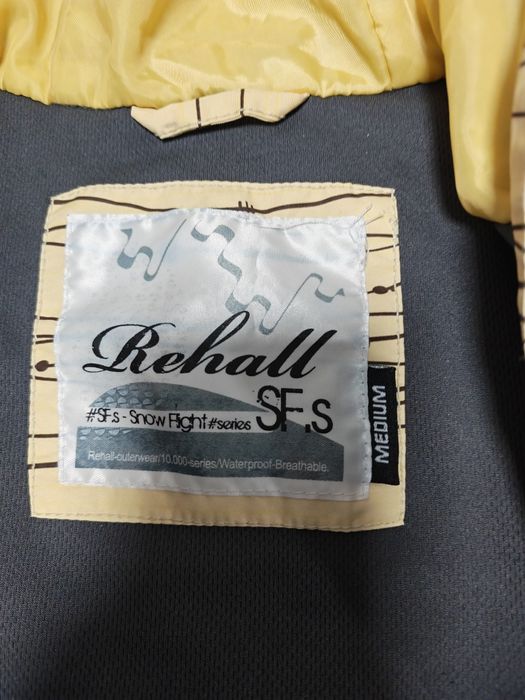 Rehall
#SF.s - Snow Flight #series SF.s
Rehall-outerwear/10.000-series/Waterproof-Breathable.
MEDIUM